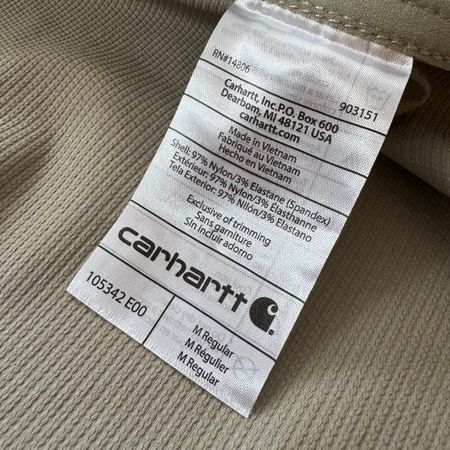 RN#14806
903151
Carhartt, Inc.P.O. Box 600
Dearborn, MI 48121 USA
carhartt.com
Made in Vietnam
Fabriqué au Vietnam
Hecho en Vietnam
Shell: 97% Nylon/3% Elastane (Spandex)
Extérieur: 97% Nylon/3% Élasthanne
Tela Exterior: 97% Nilón/3% Elastano
Exclusive of trimming
Sans garniture
Sin incluir adorno
carhartt
105342 E00
M Regular
M Régulier
M Regular